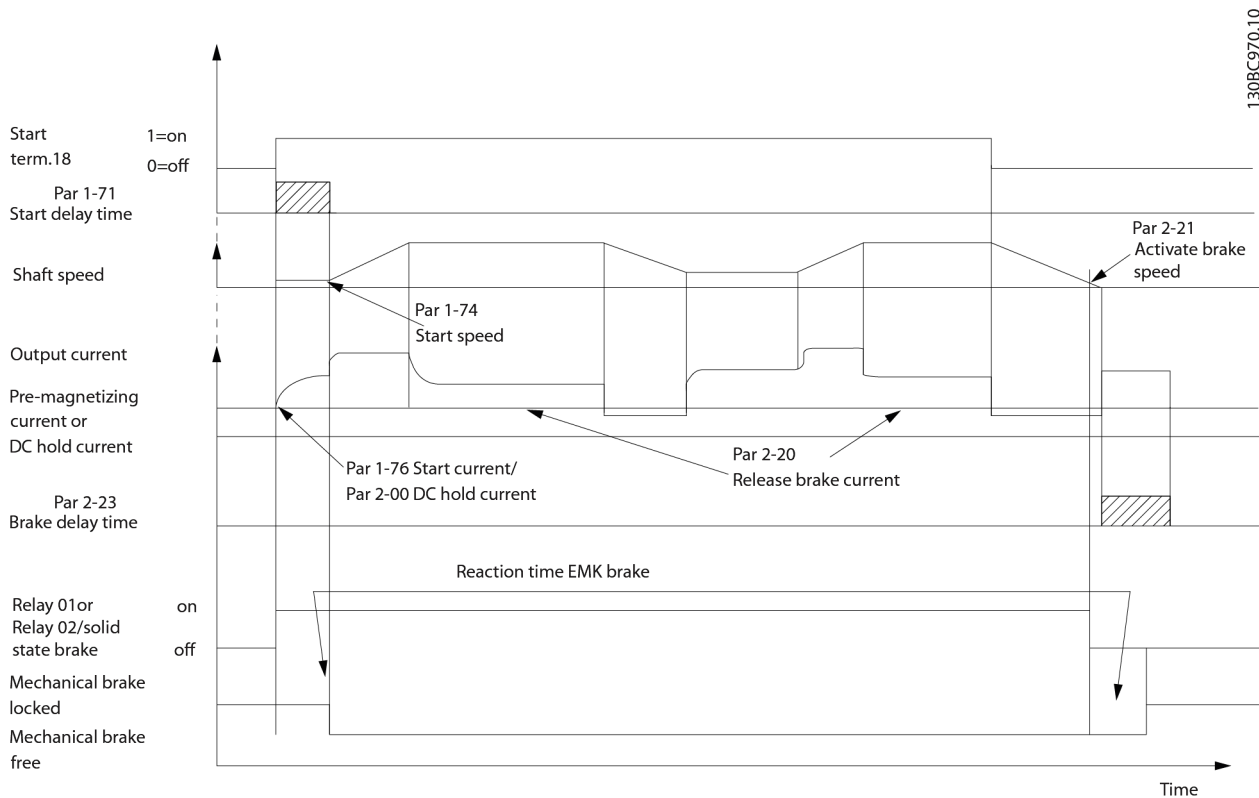 130BC970.10
Start 1=on
term.18 0=off
Par 1-71
Start delay time
Par 2-21
Activate brake
speed
Shaft speed
Par 1-74
Start speed
Output current
Pre-magnetizing
current or
DC hold current
Par 1-76 Start current/
Par 2-00 DC hold current
Par 2-20
Release brake current
Par 2-23
Brake delay time
Reaction time EMK brake
Relay 01or on
Relay 02/solid
state brake off
Mechanical brake
locked
Mechanical brake
free
Time